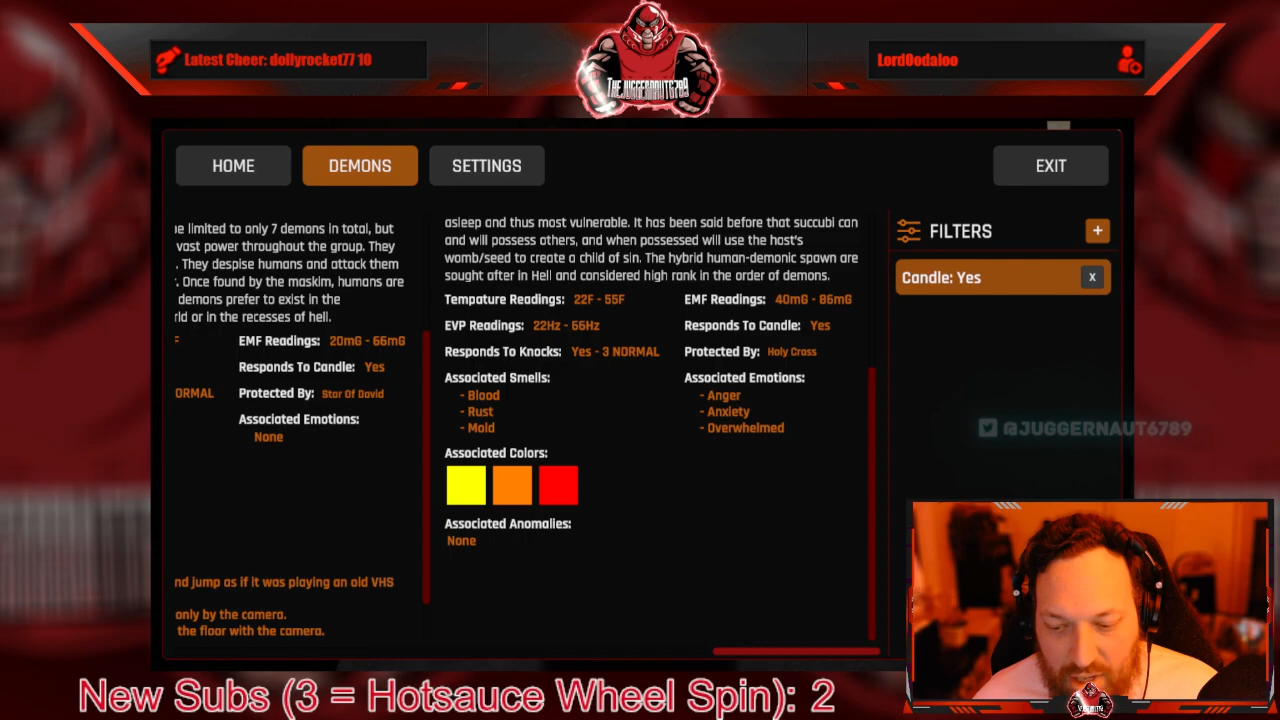 Latest Cheer: dollyrocket77 10
THEJUGGERNAUT6789
LordOodaloo
HOME
DEMONS
SETTINGS
EXIT
be limited to only 7 demons in total, but
vast power throughout the group. They
. They despise humans and attack them
. Once found by the maskim, humans are
demons prefer to exist in the
rld or in the recesses of hell.
F
EMF Readings: 20mG - 66mG
Responds To Candle: Yes
ORMAL
Protected By: Star Of David
Associated Emotions:
None
nd jump as if it was playing an old VHS
only by the camera.
the floor with the camera.
asleep and thus most vulnerable. It has been said before that succubi can
and will possess others, and when possessed will use the host's
womb/seed to create a child of sin. The hybrid human-demonic spawn are
sought after in Hell and considered high rank in the order of demons.
Tempature Readings: 22F - 55F
EMF Readings: 40mG - 86mG
EVP Readings: 22Hz - 66Hz
Responds To Candle: Yes
Responds To Knocks: Yes - 3 NORMAL
Protected By: Holy Cross
Associated Smells:
- Blood
- Rust
- Mold
Associated Emotions:
- Anger
- Anxiety
- Overwhelmed
Associated Colors:
Associated Anomalies:
None
FILTERS
+
Candle: Yes
X
@JUGGERNAUT6789
New Subs (3 = Hotsauce Wheel Spin): 2